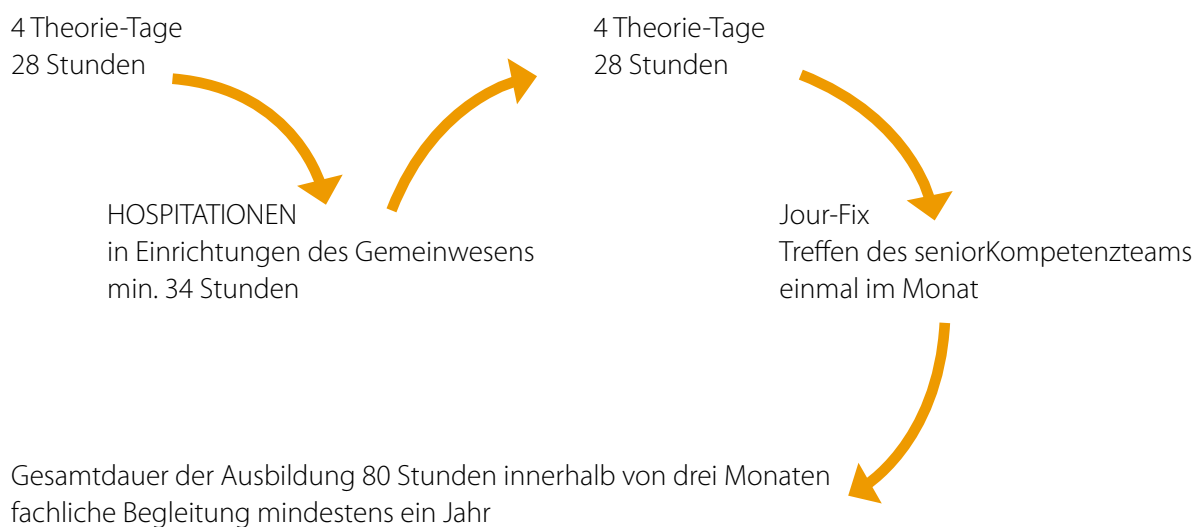 4 Theorie-Tage
28 Stunden
HOSPITATIONEN
in Einrichtungen des Gemeinwesens
min. 34 Stunden
4 Theorie-Tage
28 Stunden
Jour-Fix
Treffen des seniorKompetenzteams
einmal im Monat
Gesamtdauer der Ausbildung 80 Stunden innerhalb von drei Monaten
fachliche Begleitung mindestens ein Jahr